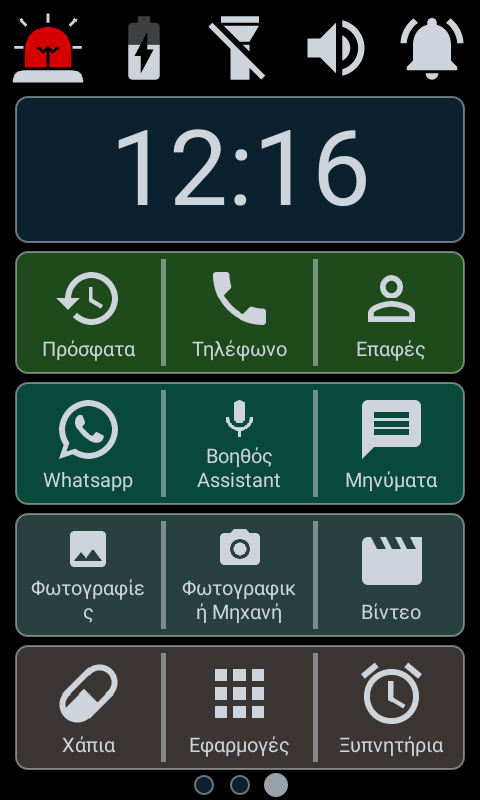 12:16
Πρόσφατα
Τηλέφωνο
Επαφές
Whatsapp
Βοηθός
Assistant
Μηνύματα
Φωτογραφίε
ς
Φωτογραφικ
ή Μηχανή
Βίντεο
Χάπια
Εφαρμογές
Ξυπνητήρια